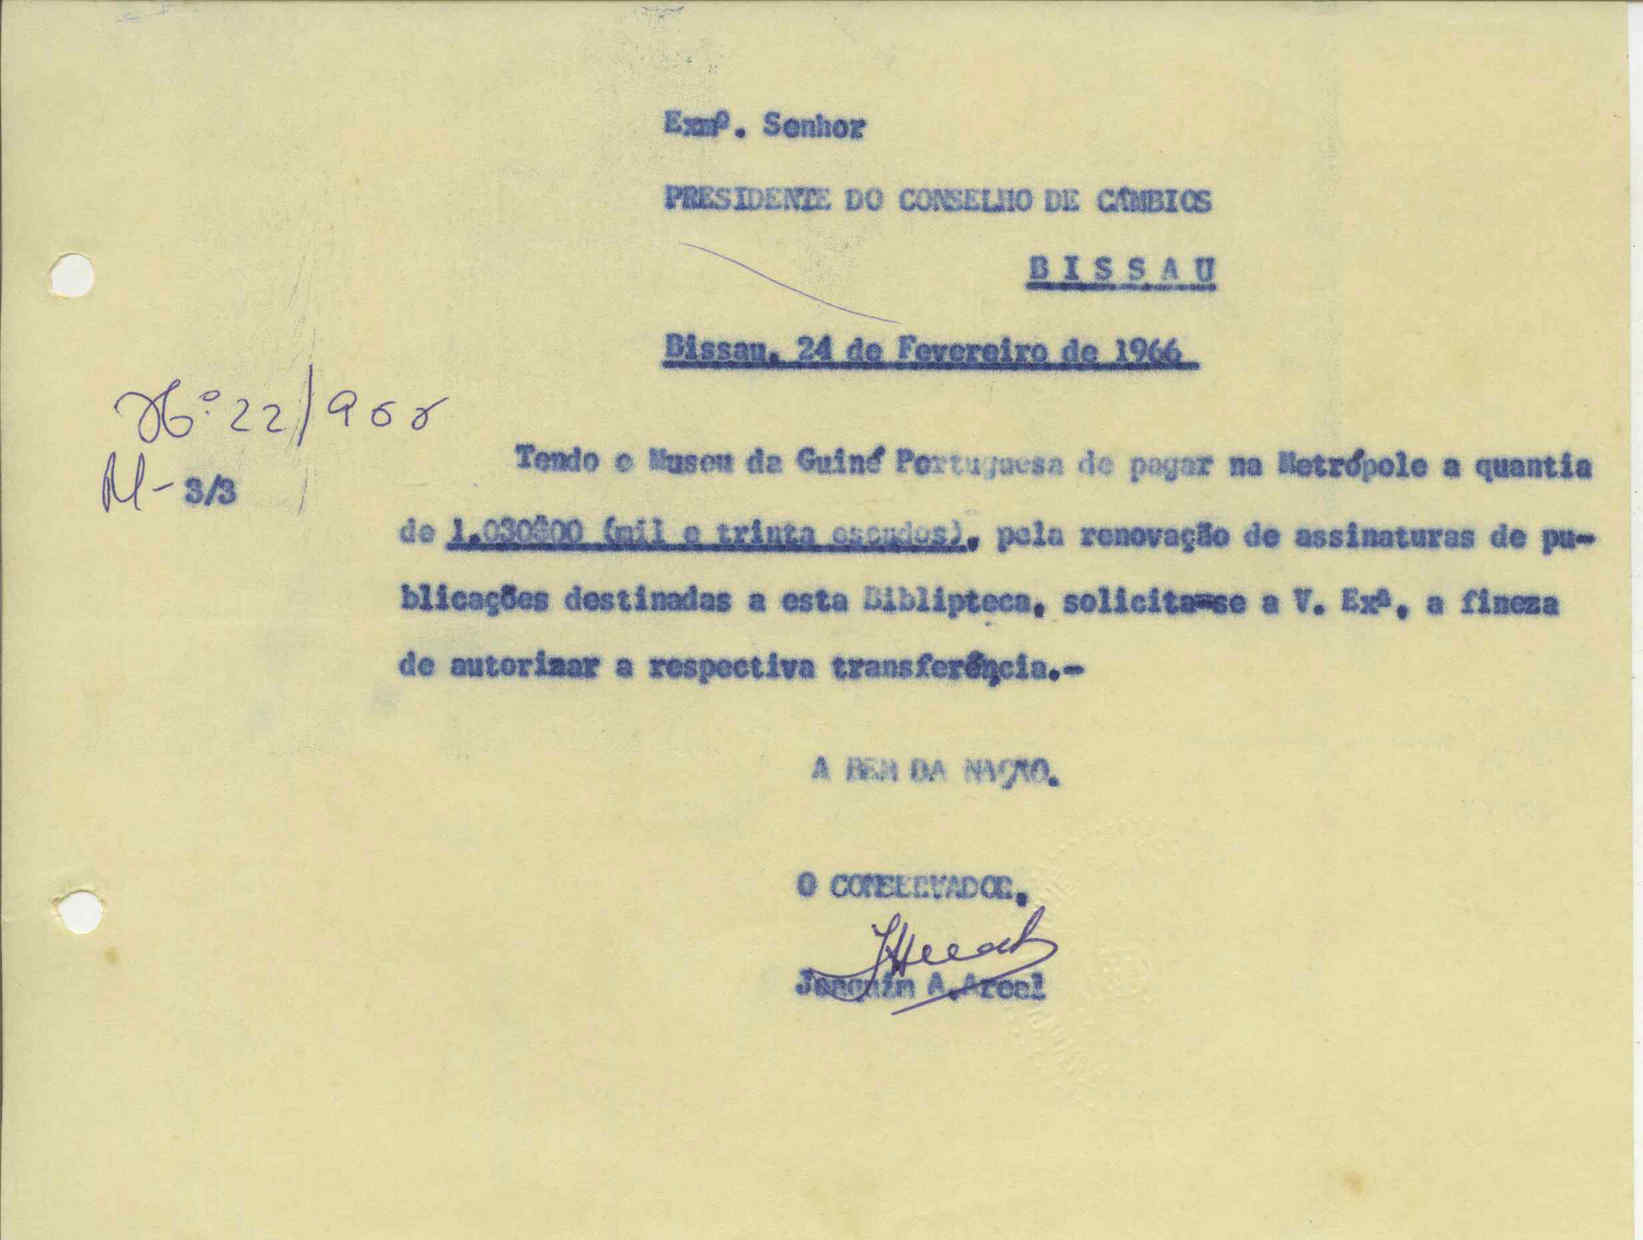 Exmº. Senhor
PRESIDENTE DO CONSELHO DE CÂMBIOS
B I S S A U
Bissau, 24 de Fevereiro de 1966
Nº 22/966
M- 3/3
Tendo o Museu da Guiné Portuguesa de pagar na Metrópole a quantia
de 1.030$00 (mil e trinta escudos), pela renovação de assinaturas de pu-
blicações destinadas a esta Biblipteca, solicita-se a V. Exª, a fineza
de autorizar a respectiva transferência.-
A BEM DA NAÇÃO.
O CONSERVADOR,
Joaquim A. Areal